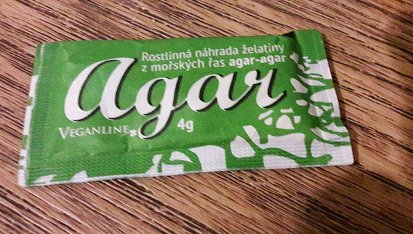 Rostlinná náhrada želatiny
z mořských řas agar-agar
Agar
VEGANLINE
4g